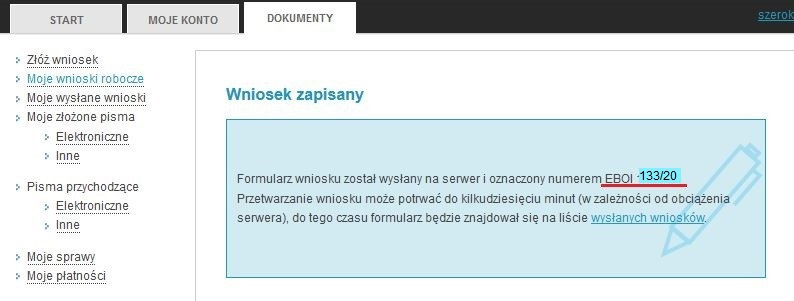 START
MOJE KONTO
DOKUMENTY
szerok
Złóż wniosek
Moje wnioski robocze
Moje wysłane wnioski
Moje złożone pisma
Elektroniczne
Inne
Pisma przychodzące
Elektroniczne
Inne
Moje sprawy
Moje płatności
Wniosek zapisany
Formularz wniosku został wysłany na serwer i oznaczony numerem EBOI 133/20
Przetwarzanie wniosku może potrwać do kilkudziesięciu minut (w zależności od obciążenia
serwera), do tego czasu formularz będzie znajdował się na liście wysłanych wniosków.